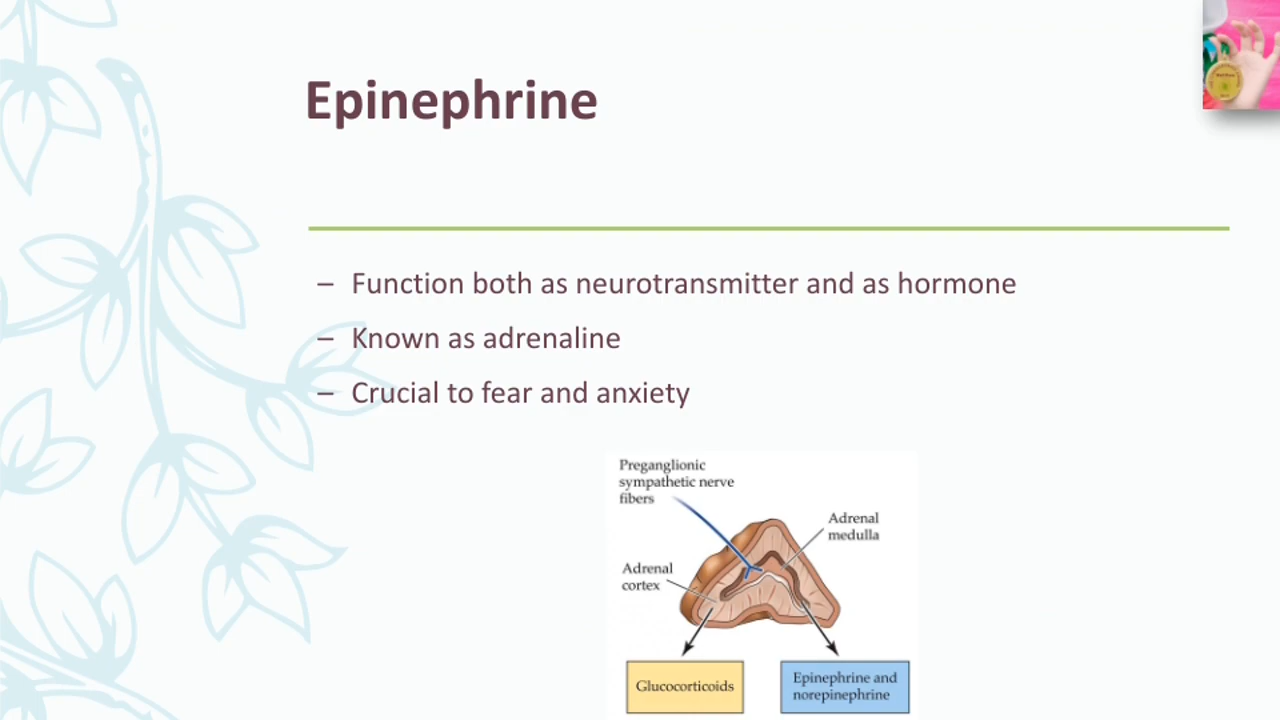 Epinephrine
– Function both as neurotransmitter and as hormone
– Known as adrenaline
– Crucial to fear and anxiety
Preganglionic
sympathetic nerve
fibers
Adrenal
medulla
Adrenal
cortex
Glucocorticoids
Epinephrine and
norepinephrine